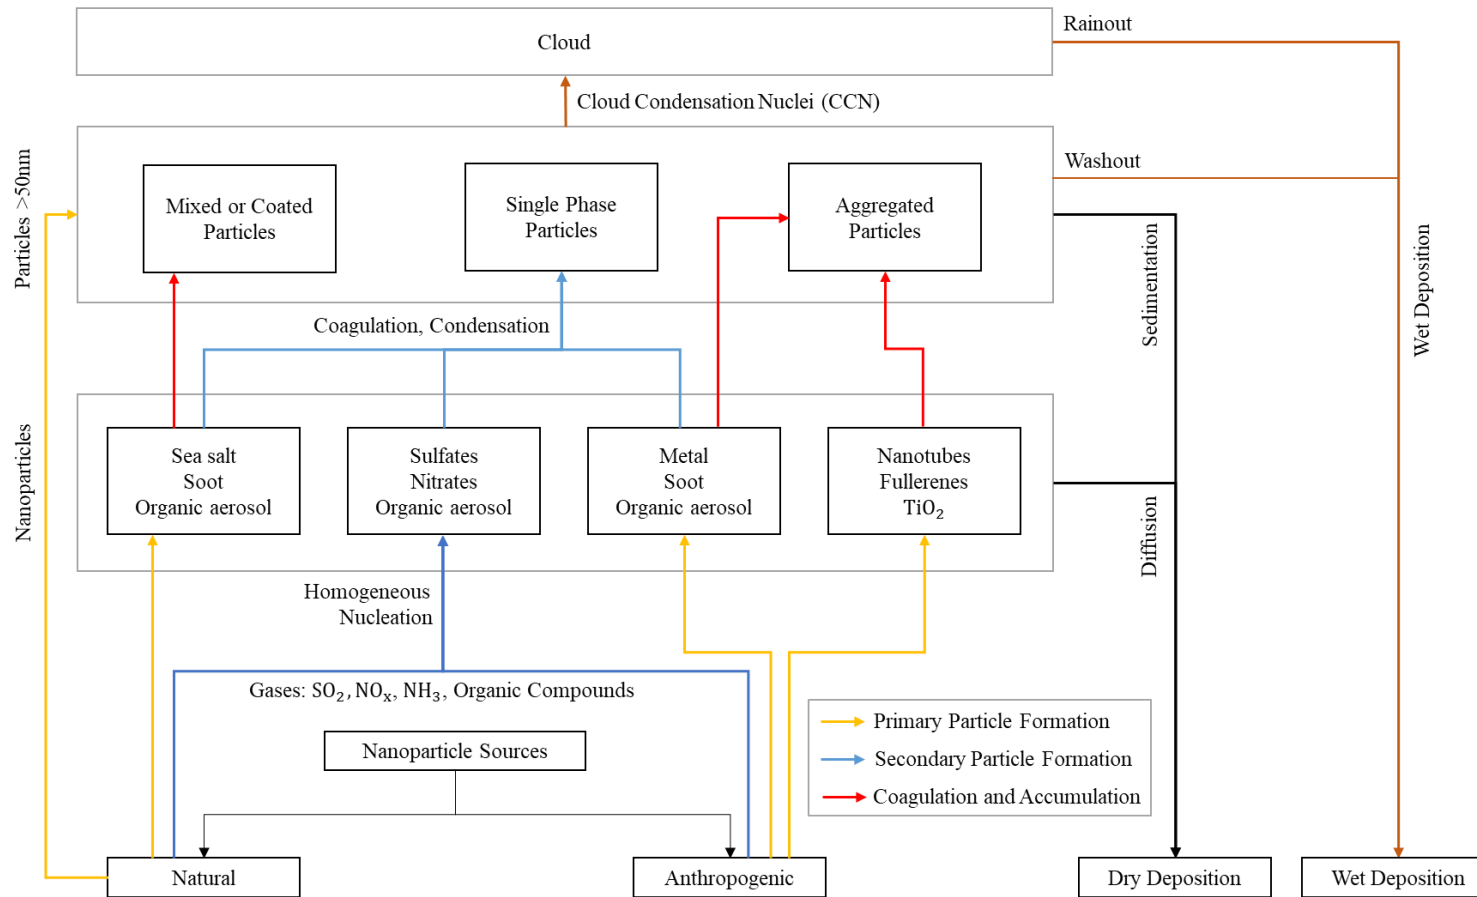 Cloud
Rainout
Cloud Condensation Nuclei (CCN)
Washout
Particles >50nm
Mixed or Coated
Particles
Single Phase
Particles
Aggregated
Particles
Sedimentation
Wet Deposition
Coagulation, Condensation
Nanoparticles
Sea salt
Soot
Organic aerosol
Sulfates
Nitrates
Organic aerosol
Metal
Soot
Organic aerosol
Nanotubes
Fullerenes
TiO₂
Diffusion
Homogeneous
Nucleation
Gases: SO₂, NOₓ, NH₃, Organic Compounds
Nanoparticle Sources
Primary Particle Formation
Secondary Particle Formation
Coagulation and Accumulation
Natural
Anthropogenic
Dry Deposition
Wet Deposition